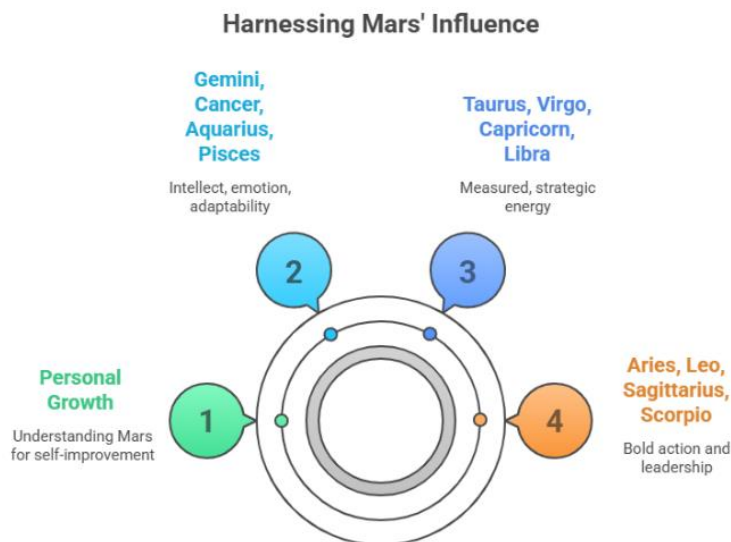 Harnessing Mars' Influence
Gemini,
Cancer,
Aquarius,
Pisces
Intellect, emotion,
adaptability
Taurus, Virgo,
Capricorn,
Libra
Measured, strategic
energy
2
3
Personal
Growth
Understanding Mars
for self-improvement
1
4
Aries, Leo,
Sagittarius,
Scorpio
Bold action and
leadership